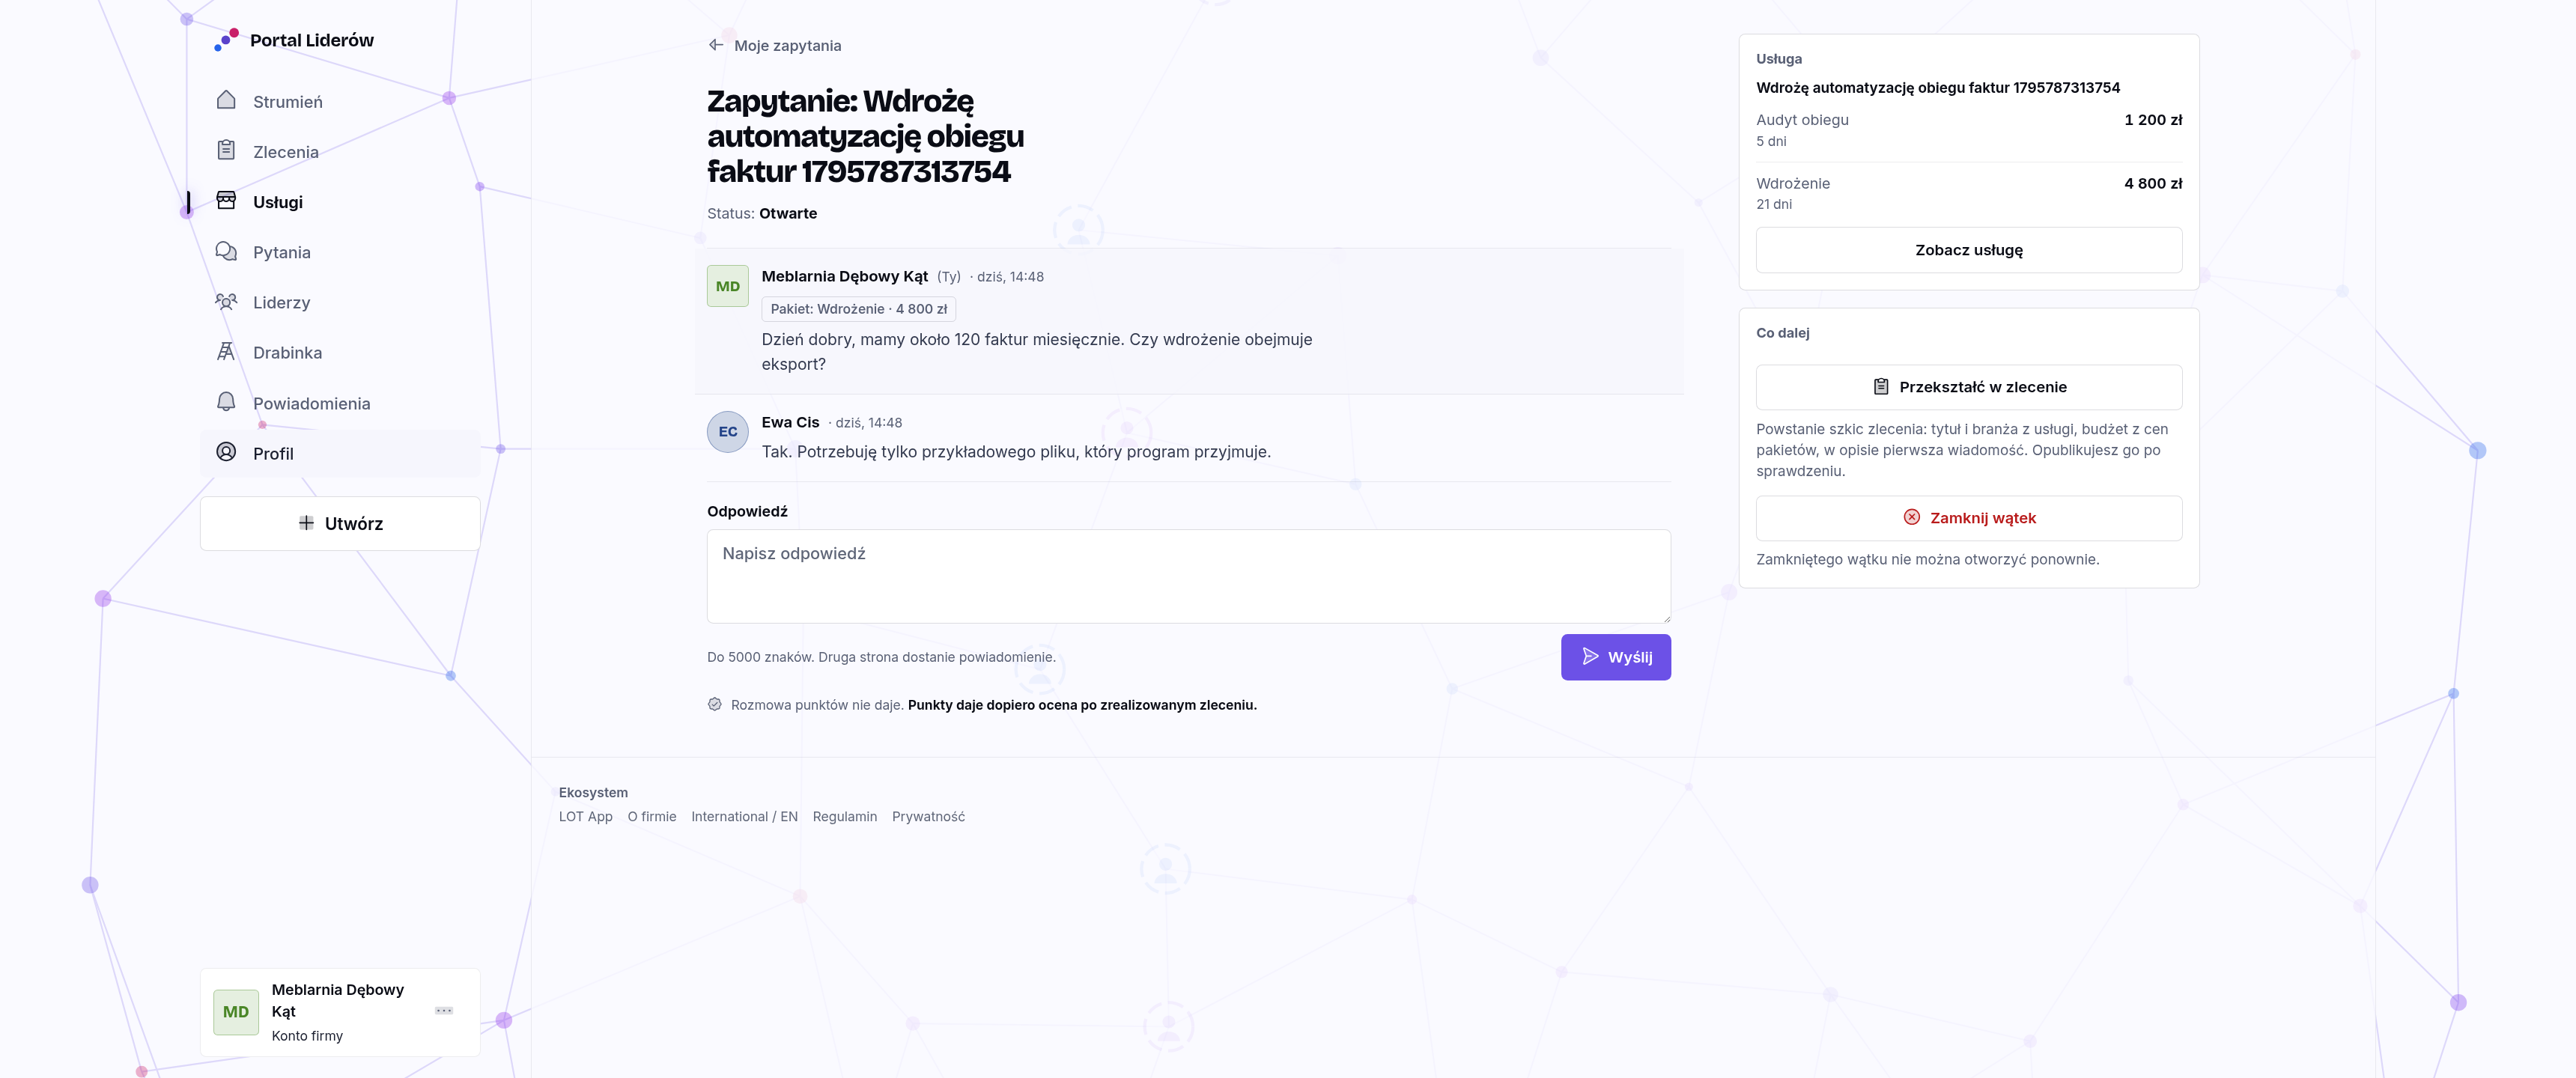 Portal Liderów
Strumień
Zlecenia
Usługi
Pytania
Liderzy
Drabinka
Powiadomienia
Profil
Utwórz
MD
Meblarnia Dębowy
Kąt
Konto firmy
Moje zapytania
Zapytanie: Wdrożę
automatyzację obiegu
faktur 1795787313754
Status: Otwarte
MD
Meblarnia Dębowy Kąt (Ty) · dziś, 14:48
Pakiet: Wdrożenie · 4 800 zł
Dzień dobry, mamy około 120 faktur miesięcznie. Czy wdrożenie obejmuje
eksport?
EC
Ewa Cis · dziś, 14:48
Tak. Potrzebuję tylko przykładowego pliku, który program przyjmuje.
Odpowiedź
Napisz odpowiedź
Do 5000 znaków. Druga strona dostanie powiadomienie.
Wyślij
Rozmowa punktów nie daje. Punkty daje dopiero ocena po zrealizowanym zleceniu.
Usługa
Wdrożę automatyzację obiegu faktur 1795787313754
Audyt obiegu 1 200 zł
5 dni
Wdrożenie 4 800 zł
21 dni
Zobacz usługę
Co dalej
Przekształć w zlecenie
Powstanie szkic zlecenia: tytuł i branża z usługi, budżet z cen
pakietów, w opisie pierwsza wiadomość. Opublikujesz go po
sprawdzeniu.
Zamknij wątek
Zamkniętego wątku nie można otworzyć ponownie.
Ekosystem
LOT App O firmie International / EN Regulamin Prywatność